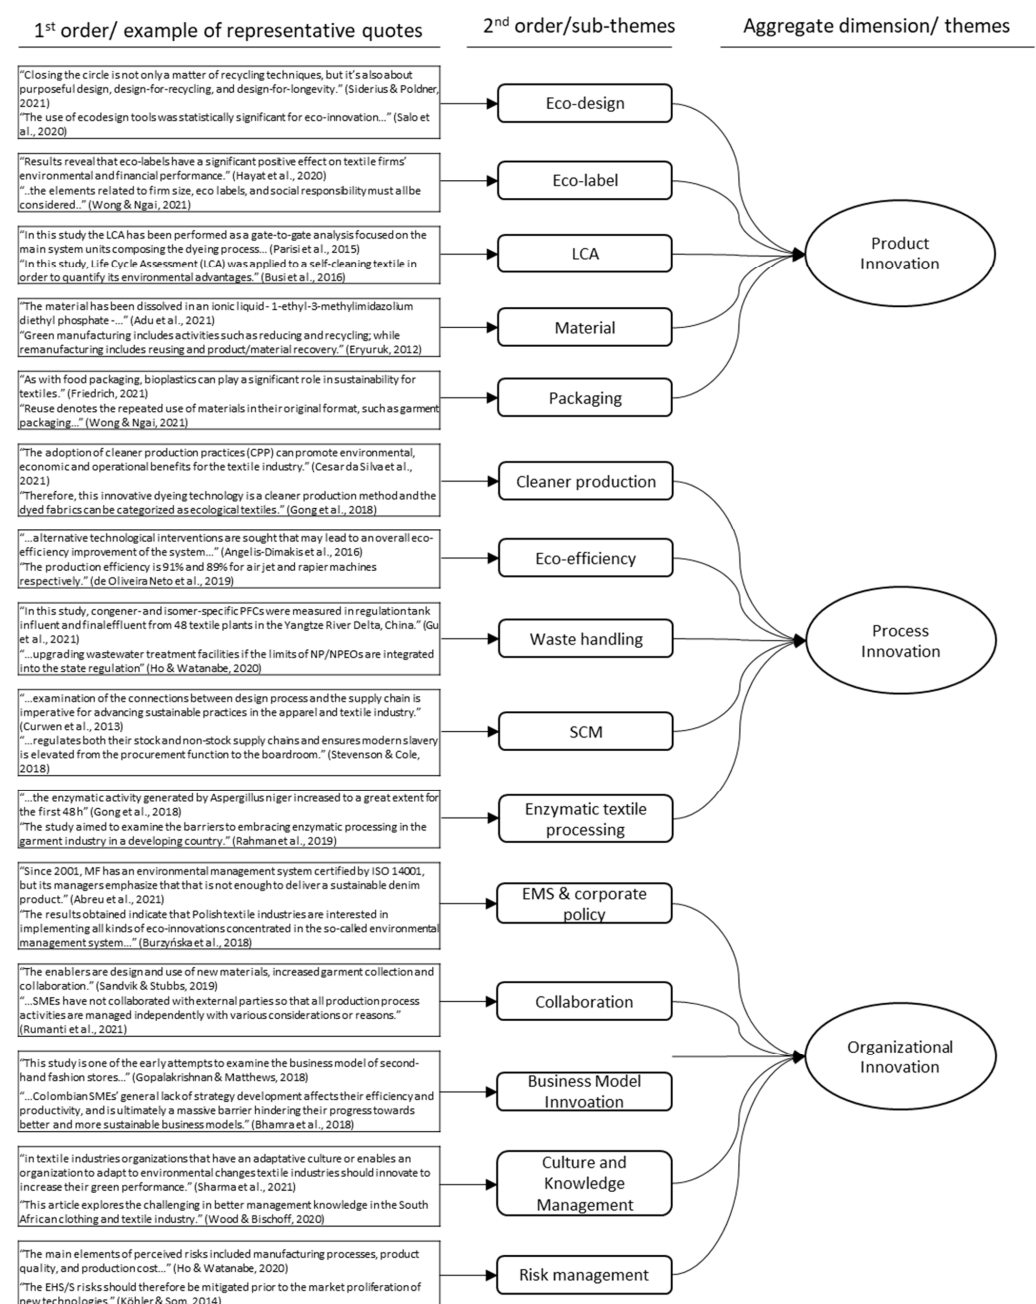 1st order/ example of representative quotes
2nd order/sub-themes
Aggregate dimension/ themes
“Closing the circle is not only a matter of recycling techniques, but it’s also about
purposeful design, design-for-recycling, and design-for-longevity.” (Siderius & Poldner,
2021)
“The use of ecodesign tools was statistically significant for eco-innovation...” (Salo et
al., 2020)
Eco-design
“Results reveal that eco-labels have a significant positive effect on textile firms’
environmental and financial performance.” (Hayat et al., 2020)
“..the elements related to firm size, eco labels, and social responsibility must allbe
considered..” (Wong & Ngai, 2021)
Eco-label
“In this study the LCA has been performed as a gate-to-gate analysis focused on the
main system units composing the dyeing process... (Parisi et al., 2015)
“In this study, Life Cycle Assessment (LCA) was applied to a self-cleaning textile in
order to quantify its environmental advantages.” (Busi et al., 2016)
LCA
“The material has been dissolved in an ionic liquid - 1-ethyl-3-methylimidazolium
diethyl phosphate -...” (Adu et al., 2021)
“Green manufacturing includes activities such as reducing and recycling; while
remanufacturing includes reusing and product/material recovery.” (Eryuruk, 2012)
Material
“As with food packaging, bioplastics can play a significant role in sustainability for
textiles.” (Friedrich, 2021)
“Reuse denotes the repeated use of materials in their original format, such as garment
packaging...” (Wong & Ngai, 2021)
Packaging
Product
Innovation
“The adoption of cleaner production practices (CPP) can promote environmental,
economic and operational benefits for the textile industry.” (Cesar da Silva et al.,
2021)
“Therefore, this innovative dyeing technology is a cleaner production method and the
dyed fabrics can be categorized as ecological textiles.” (Gong et al., 2018)
Cleaner production
“...alternative technological interventions are sought that may lead to an overall eco-
efficiency improvement of the system...” (Angelis-Dimakis et al., 2016)
“The production efficiency is 91% and 89% for air jet and rapier machines
respectively.” (de Oliveira Neto et al., 2019)
Eco-efficiency
“In this study, congener- and isomer-specific PFCs were measured in regulation tank
influent and final effluent from 48 textile plants in the Yangtze River Delta, China.” (Gu
et al., 2021)
“...upgrading wastewater treatment facilities if the limits of NP/NPEOs are integrated
into the state regulation” (Ho & Watanabe, 2020)
Waste handling
“...examination of the connections between design process and the supply chain is
imperative for advancing sustainable practices in the apparel and textile industry.”
(Curwen et al., 2013)
“...regulates both their stock and non-stock supply chains and ensures modern slavery
is elevated from the procurement function to the boardroom.” (Stevenson & Cole,
2018)
SCM
“...the enzymatic activity generated by Aspergillus niger increased to a great extent for
the first 48 h” (Gong et al., 2018)
“The study aimed to examine the barriers to embracing enzymatic processing in the
garment industry in a developing country.” (Rahman et al., 2019)
Enzymatic textile
processing
Process
Innovation
“Since 2001, MF has an environmental management system certified by ISO 14001,
but its managers emphasize that that is not enough to deliver a sustainable denim
product.” (Abreu et al., 2021)
“The results obtained indicate that Polish textile industries are interested in
implementing all kinds of eco-innovations concentrated in the so-called environmental
management system...” (Burzyńska et al., 2018)
EMS & corporate
policy
“The enablers are design and use of new materials, increased garment collection and
collaboration.” (Sandvik & Stubbs, 2019)
“...SMEs have not collaborated with external parties so that all production process
activities are managed independently with various considerations or reasons.”
(Rumanti et al., 2021)
Collaboration
“This study is one of the early attempts to examine the business model of second-
hand fashion stores...” (Gopalakrishnan & Matthews, 2018)
“...Colombian SMEs’ general lack of strategy development affects their efficiency and
productivity, and is ultimately a massive barrier hindering their progress towards
better and more sustainable business models.” (Bhamra et al., 2018)
Business Model
Innvoation
“in textile industries organizations that have an adaptative culture or enables an
organization to adapt to environmental changes textile industries should innovate to
increase their green performance.” (Sharma et al., 2021)
“This article explores the challenging in better management knowledge in the South
African clothing and textile industry.” (Wood & Bischoff, 2020)
Culture and
Knowledge
Management
“The main elements of perceived risks included manufacturing processes, product
quality, and production cost...” (Ho & Watanabe, 2020)
“The EHS/S risks should therefore be mitigated prior to the market proliferation of
new technologies.” (Köhler & Som, 2014)
Risk management
Organizational
Innovation